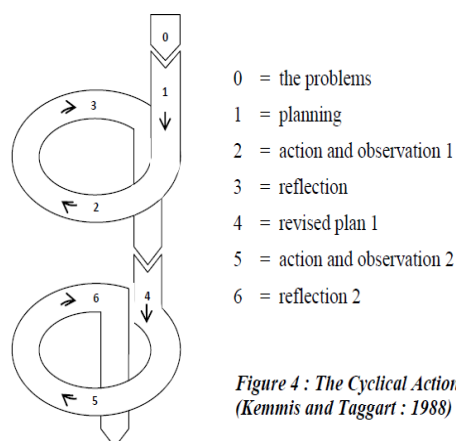 0
1
3
2
4
6
5
0 = the problems
1 = planning
2 = action and observation 1
3 = reflection
4 = revised plan 1
5 = action and observation 2
6 = reflection 2
Figure 4 : The Cyclical Action
(Kemmis and Taggart : 1988)